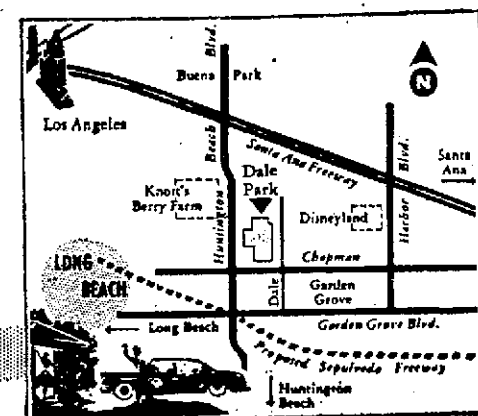 Buena Park
N
Los Angeles
Huntington Beach Blvd.
Santa Ana Freeway
Harbor Blvd.
Santa
Ana
Dale
Park
Knott's
Berry Farm
Disneyland
LONG
BEACH
Chapman
Dale
Garden
Grove
Long Beach
Garden Grove Blvd.
Proposed Sepulveda Freeway
Huntington
Beach